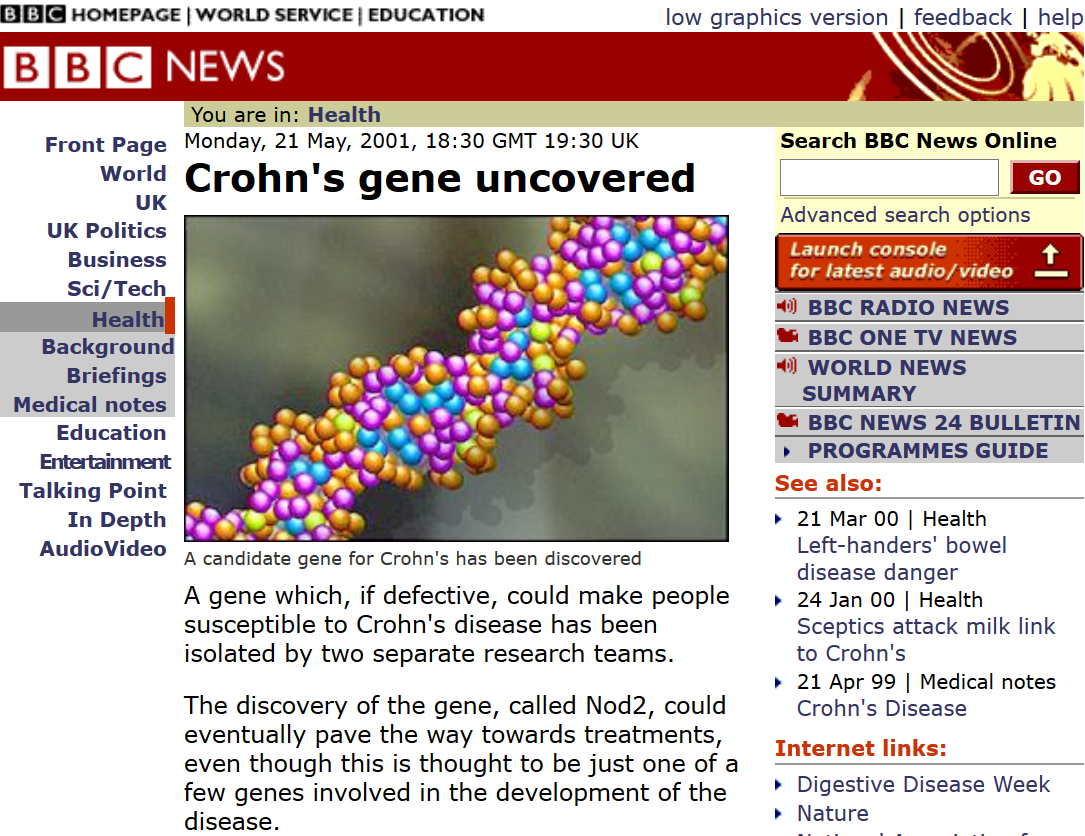 BBC HOMEPAGE | WORLD SERVICE | EDUCATION
low graphics version | feedback | help
BBC NEWS
You are in: Health
Front Page
World
UK
UK Politics
Business
Sci/Tech
Health
Background
Briefings
Medical notes
Education
Entertainment
Talking Point
In Depth
AudioVideo
Monday, 21 May, 2001, 18:30 GMT 19:30 UK
Crohn's gene uncovered
A candidate gene for Crohn's has been discovered
A gene which, if defective, could make people
susceptible to Crohn's disease has been
isolated by two separate research teams.
The discovery of the gene, called Nod2, could
eventually pave the way towards treatments,
even though this is thought to be just one of a
few genes involved in the development of the
disease.
Search BBC News Online
GO
Advanced search options
Launch console
for latest audio/video
BBC RADIO NEWS
BBC ONE TV NEWS
WORLD NEWS
SUMMARY
BBC NEWS 24 BULLETIN
PROGRAMMES GUIDE
See also:
21 Mar 00 | Health
Left-handers' bowel
disease danger
24 Jan 00 | Health
Sceptics attack milk link
to Crohn's
21 Apr 99 | Medical notes
Crohn's Disease
Internet links:
Digestive Disease Week
Nature